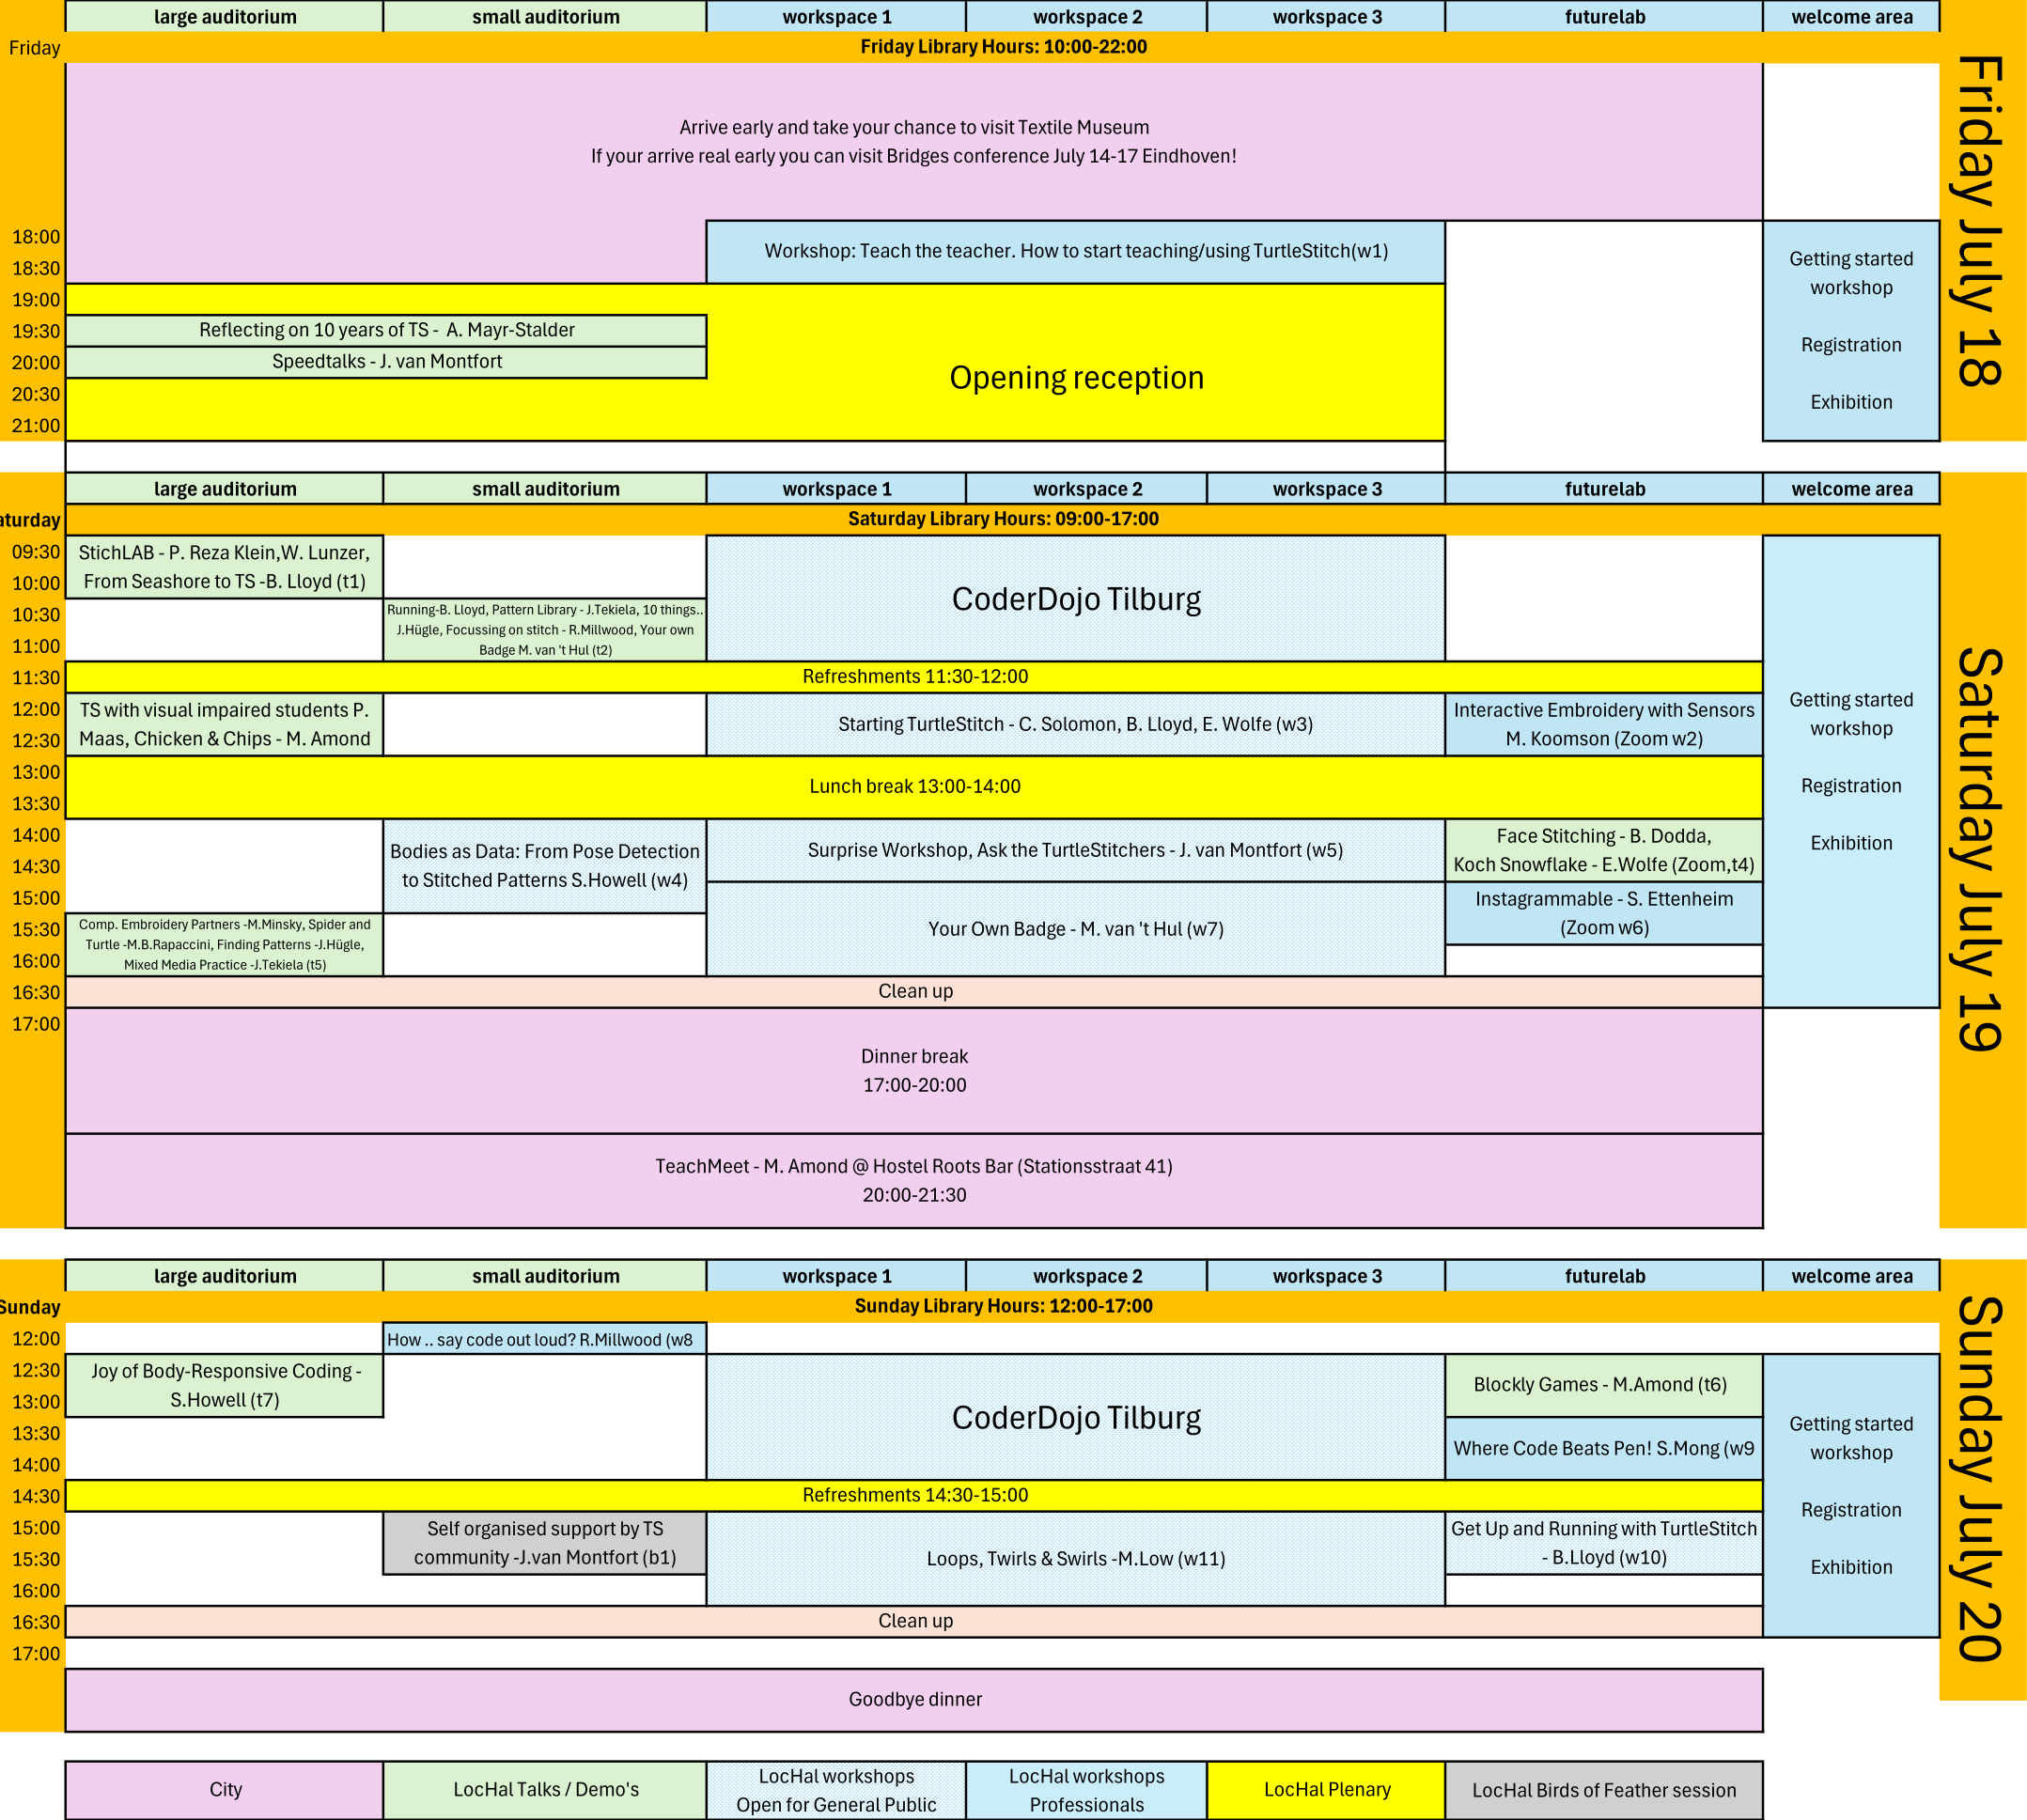 large auditorium small auditorium workspace 1 workspace 2 workspace 3 futurelab welcome area
Friday Friday Library Hours: 10:00-22:00
Friday July 18
Arrive early and take your chance to visit Textile Museum
If your arrive real early you can visit Bridges conference July 14-17 Eindhoven!
18:00
18:30
Workshop: Teach the teacher. How to start teaching/using TurtleStitch(w1)
Getting started
workshop
Registration
Exhibition
19:00
19:30 Reflecting on 10 years of TS - A. Mayr-Stalder
20:00 Speedtalks - J. van Montfort
Opening reception
20:30
21:00
large auditorium small auditorium workspace 1 workspace 2 workspace 3 futurelab welcome area
aturday Saturday Library Hours: 09:00-17:00
Saturday July 19
09:30
10:00
StichLAB - P. Reza Klein,W. Lunzer,
From Seashore to TS -B. Lloyd (t1)
CoderDojo Tilburg
10:30
11:00
Running-B. Lloyd, Pattern Library - J.Tekiela, 10 things..
J.Hügle, Focussing on stitch - R.Millwood, Your own
Badge M. van 't Hul (t2)
11:30 Refreshments 11:30-12:00
12:00
12:30
TS with visual impaired students P.
Maas, Chicken & Chips - M. Amond
Starting TurtleStitch - C. Solomon, B. Lloyd, E. Wolfe (w3)
Interactive Embroidery with Sensors
M. Koomson (Zoom w2)
Getting started
workshop
Registration
Exhibition
13:00
13:30
Lunch break 13:00-14:00
14:00
14:30
15:00
Bodies as Data: From Pose Detection
to Stitched Patterns S.Howell (w4)
Surprise Workshop, Ask the TurtleStitchers - J. van Montfort (w5)
Face Stitching - B. Dodda,
Koch Snowflake - E.Wolfe (Zoom,t4)
Instagrammable - S. Ettenheim
(Zoom w6)
15:30
16:00
Comp. Embroidery Partners -M.Minsky, Spider and
Turtle -M.B.Rapaccini, Finding Patterns -J.Hügle,
Mixed Media Practice -J.Tekiela (t5)
Your Own Badge - M. van 't Hul (w7)
16:30 Clean up
17:00
Dinner break
17:00-20:00
TeachMeet - M. Amond @ Hostel Roots Bar (Stationsstraat 41)
20:00-21:30
large auditorium small auditorium workspace 1 workspace 2 workspace 3 futurelab welcome area
Sunday Sunday Library Hours: 12:00-17:00
Sunday July 20
12:00 How .. say code out loud? R.Millwood (w8
12:30
13:00
Joy of Body-Responsive Coding -
S.Howell (t7)
CoderDojo Tilburg
Blockly Games - M.Amond (t6)
13:30
14:00
Where Code Beats Pen! S.Mong (w9
Getting started
workshop
Registration
Exhibition
14:30 Refreshments 14:30-15:00
15:00
15:30
16:00
Self organised support by TS
community -J.van Montfort (b1)
Loops, Twirls & Swirls -M.Low (w11)
Get Up and Running with TurtleStitch
- B.Lloyd (w10)
16:30 Clean up
17:00
Goodbye dinner
City
LocHal Talks / Demo's
LocHal workshops
Open for General Public
LocHal workshops
Professionals
LocHal Plenary
LocHal Birds of Feather session